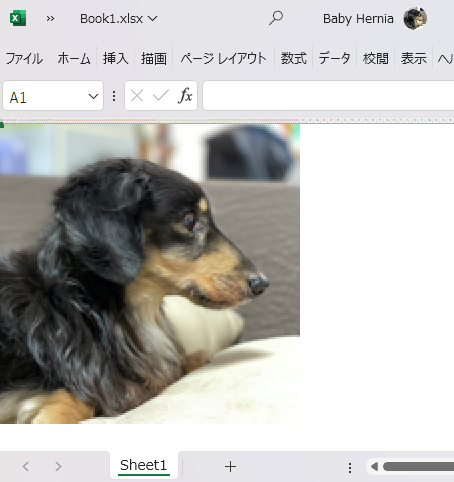 Book1.xlsx Baby Hernia
ファイル ホーム 挿入 描画 ページ レイアウト 数式 データ 校閲 表示 ヘル
A1 fx
Sheet1